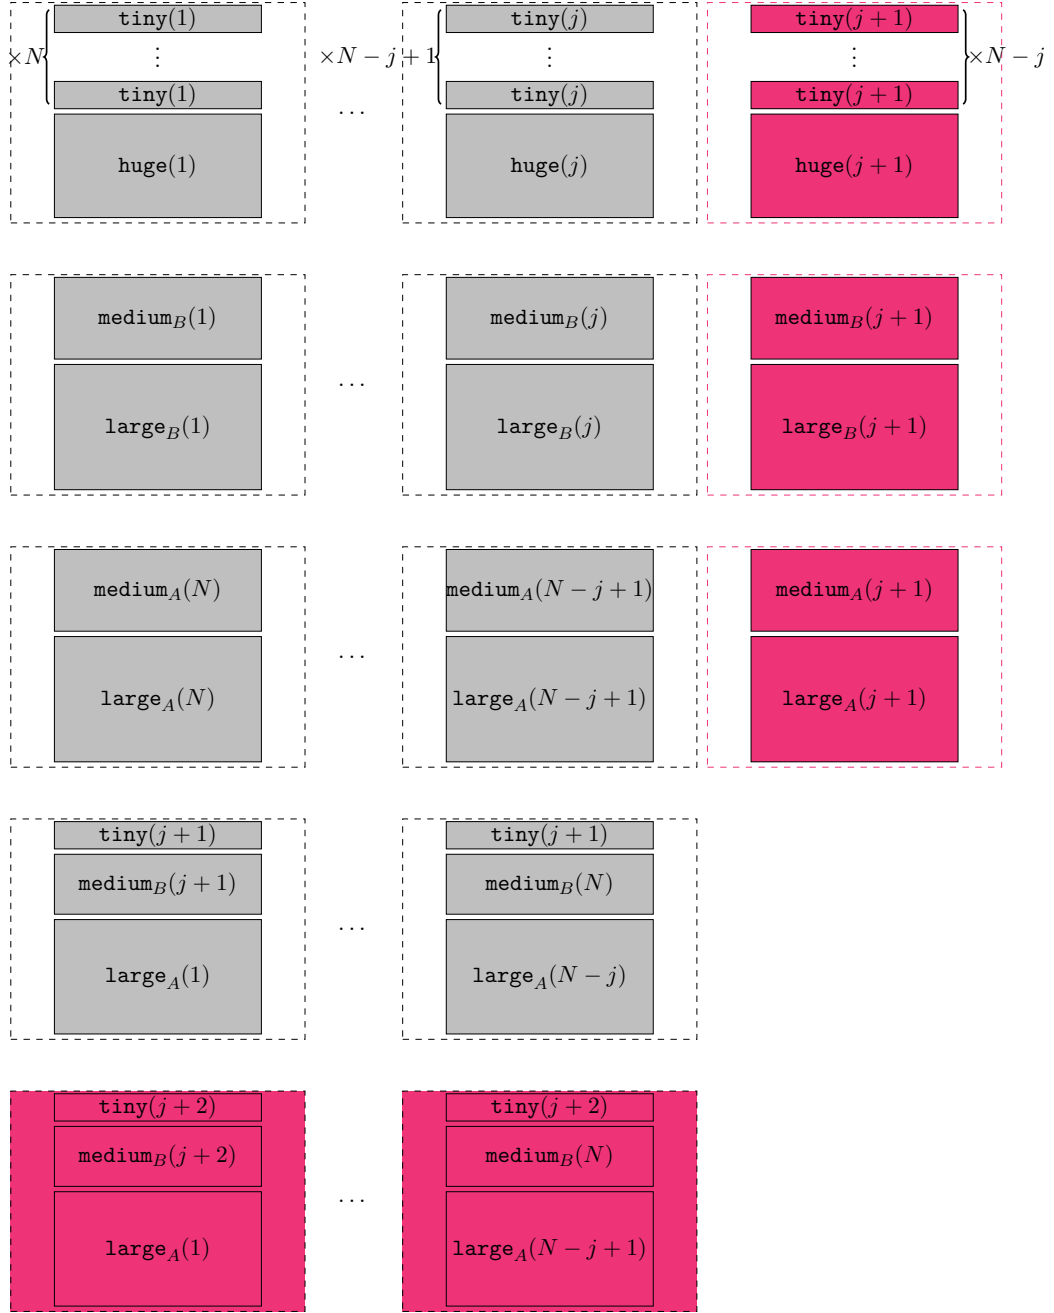 tiny(1) tiny(j) tiny(j + 1)
×N ⋮ ×N − j + 1 ⋮ ⋮ ×N − j
tiny(1) tiny(j) tiny(j + 1)
...
huge(1) huge(j) huge(j + 1)
medium_B(1) medium_B(j) medium_B(j + 1)
...
large_B(1) large_B(j) large_B(j + 1)
medium_A(N) medium_A(N − j + 1) medium_A(j + 1)
...
large_A(N) large_A(N − j + 1) large_A(j + 1)
tiny(j + 1) tiny(j + 1)
medium_B(j + 1) medium_B(N)
...
large_A(1) large_A(N − j)
tiny(j + 2) tiny(j + 2)
medium_B(j + 2) medium_B(N)
...
large_A(1) large_A(N − j + 1)